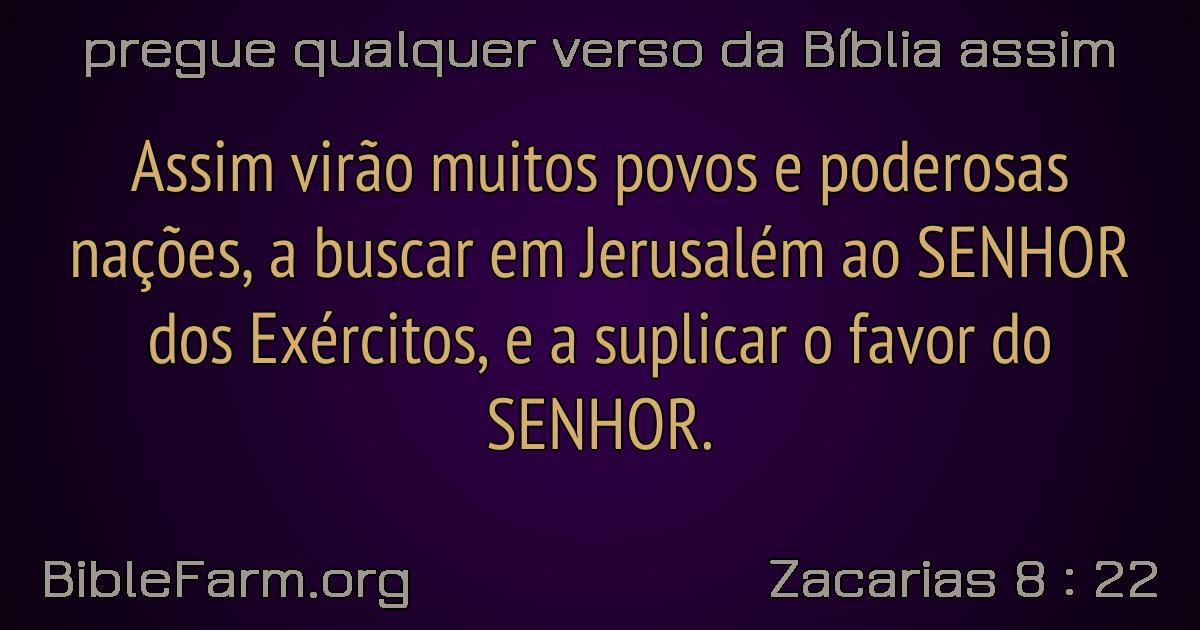 pregue qualquer verso da Bíblia assim
Assim virão muitos povos e poderosas
nações, a buscar em Jerusalém ao SENHOR
dos Exércitos, e a suplicar o favor do
SENHOR.
BibleFarm.org
Zacarias 8 : 22